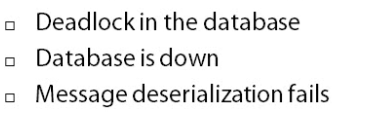 ▫ Deadlock in the database
▫ Database is down
▫ Message deserialization fails